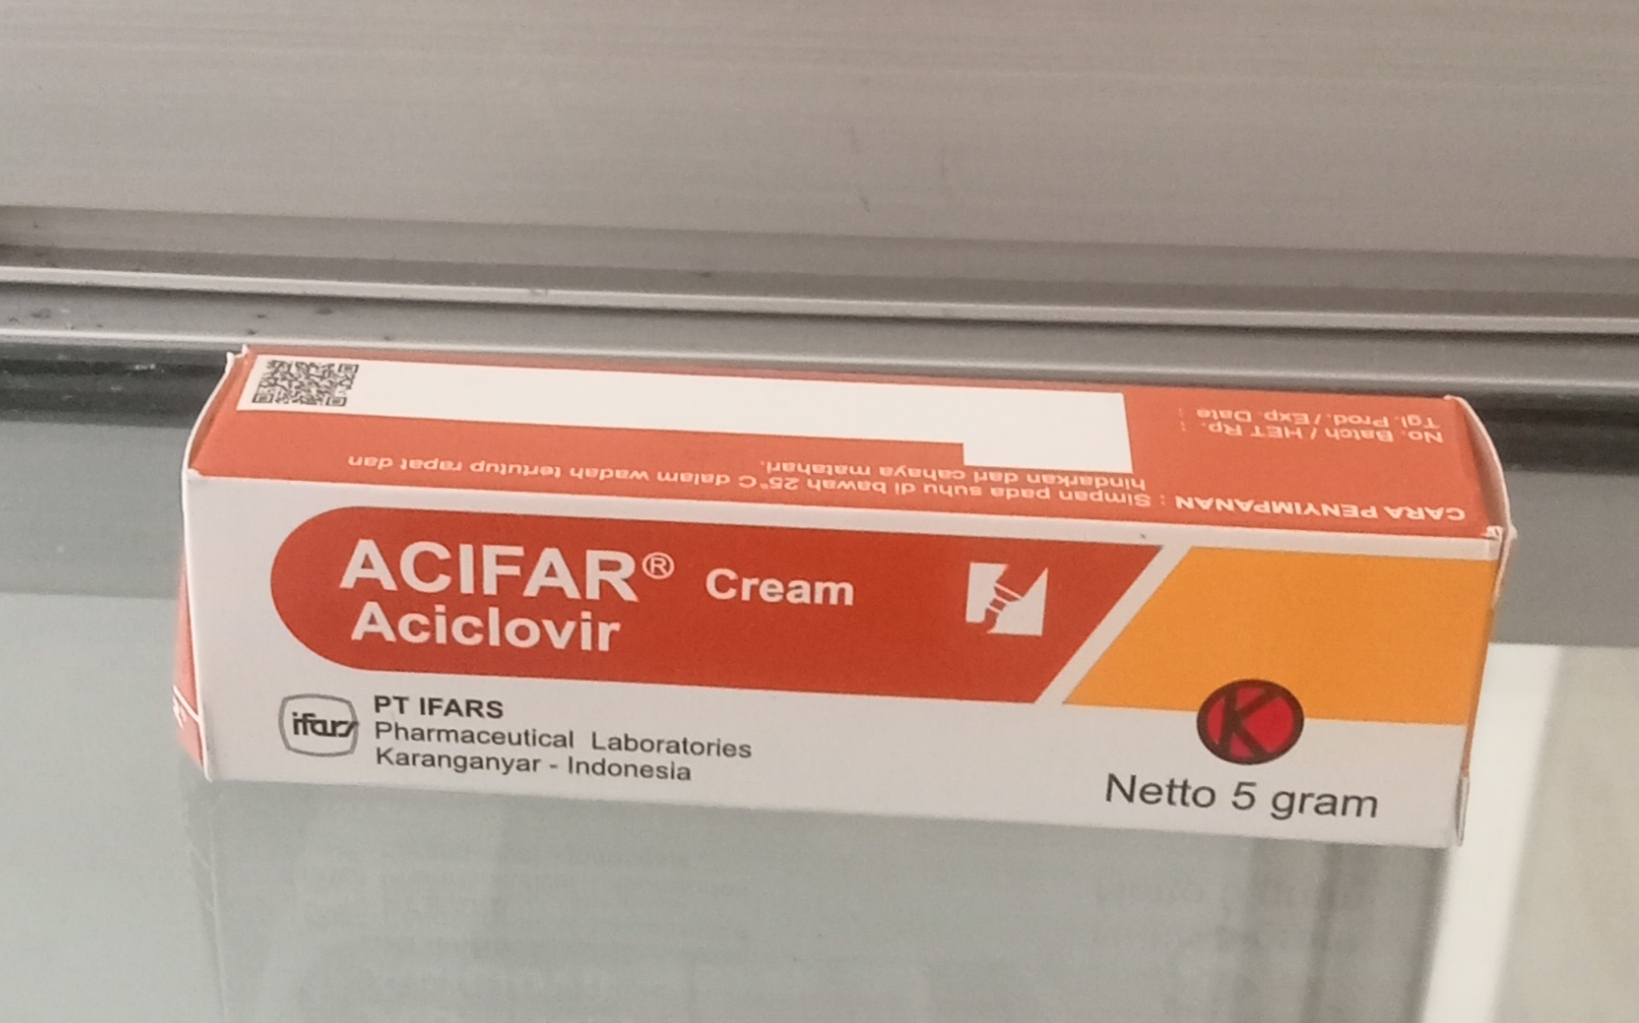 No. Batch / HET Rp. :
Tgl. Prod. / Exp. Date :
CARA PENYIMPANAN : Simpan pada suhu di bawah 25°C dalam wadah tertutup rapat dan
hindarkan dari cahaya matahari.
ACIFAR® Cream
Aciclovir
ifars
PT IFARS
Pharmaceutical Laboratories
Karanganyar - Indonesia
K
Netto 5 gram